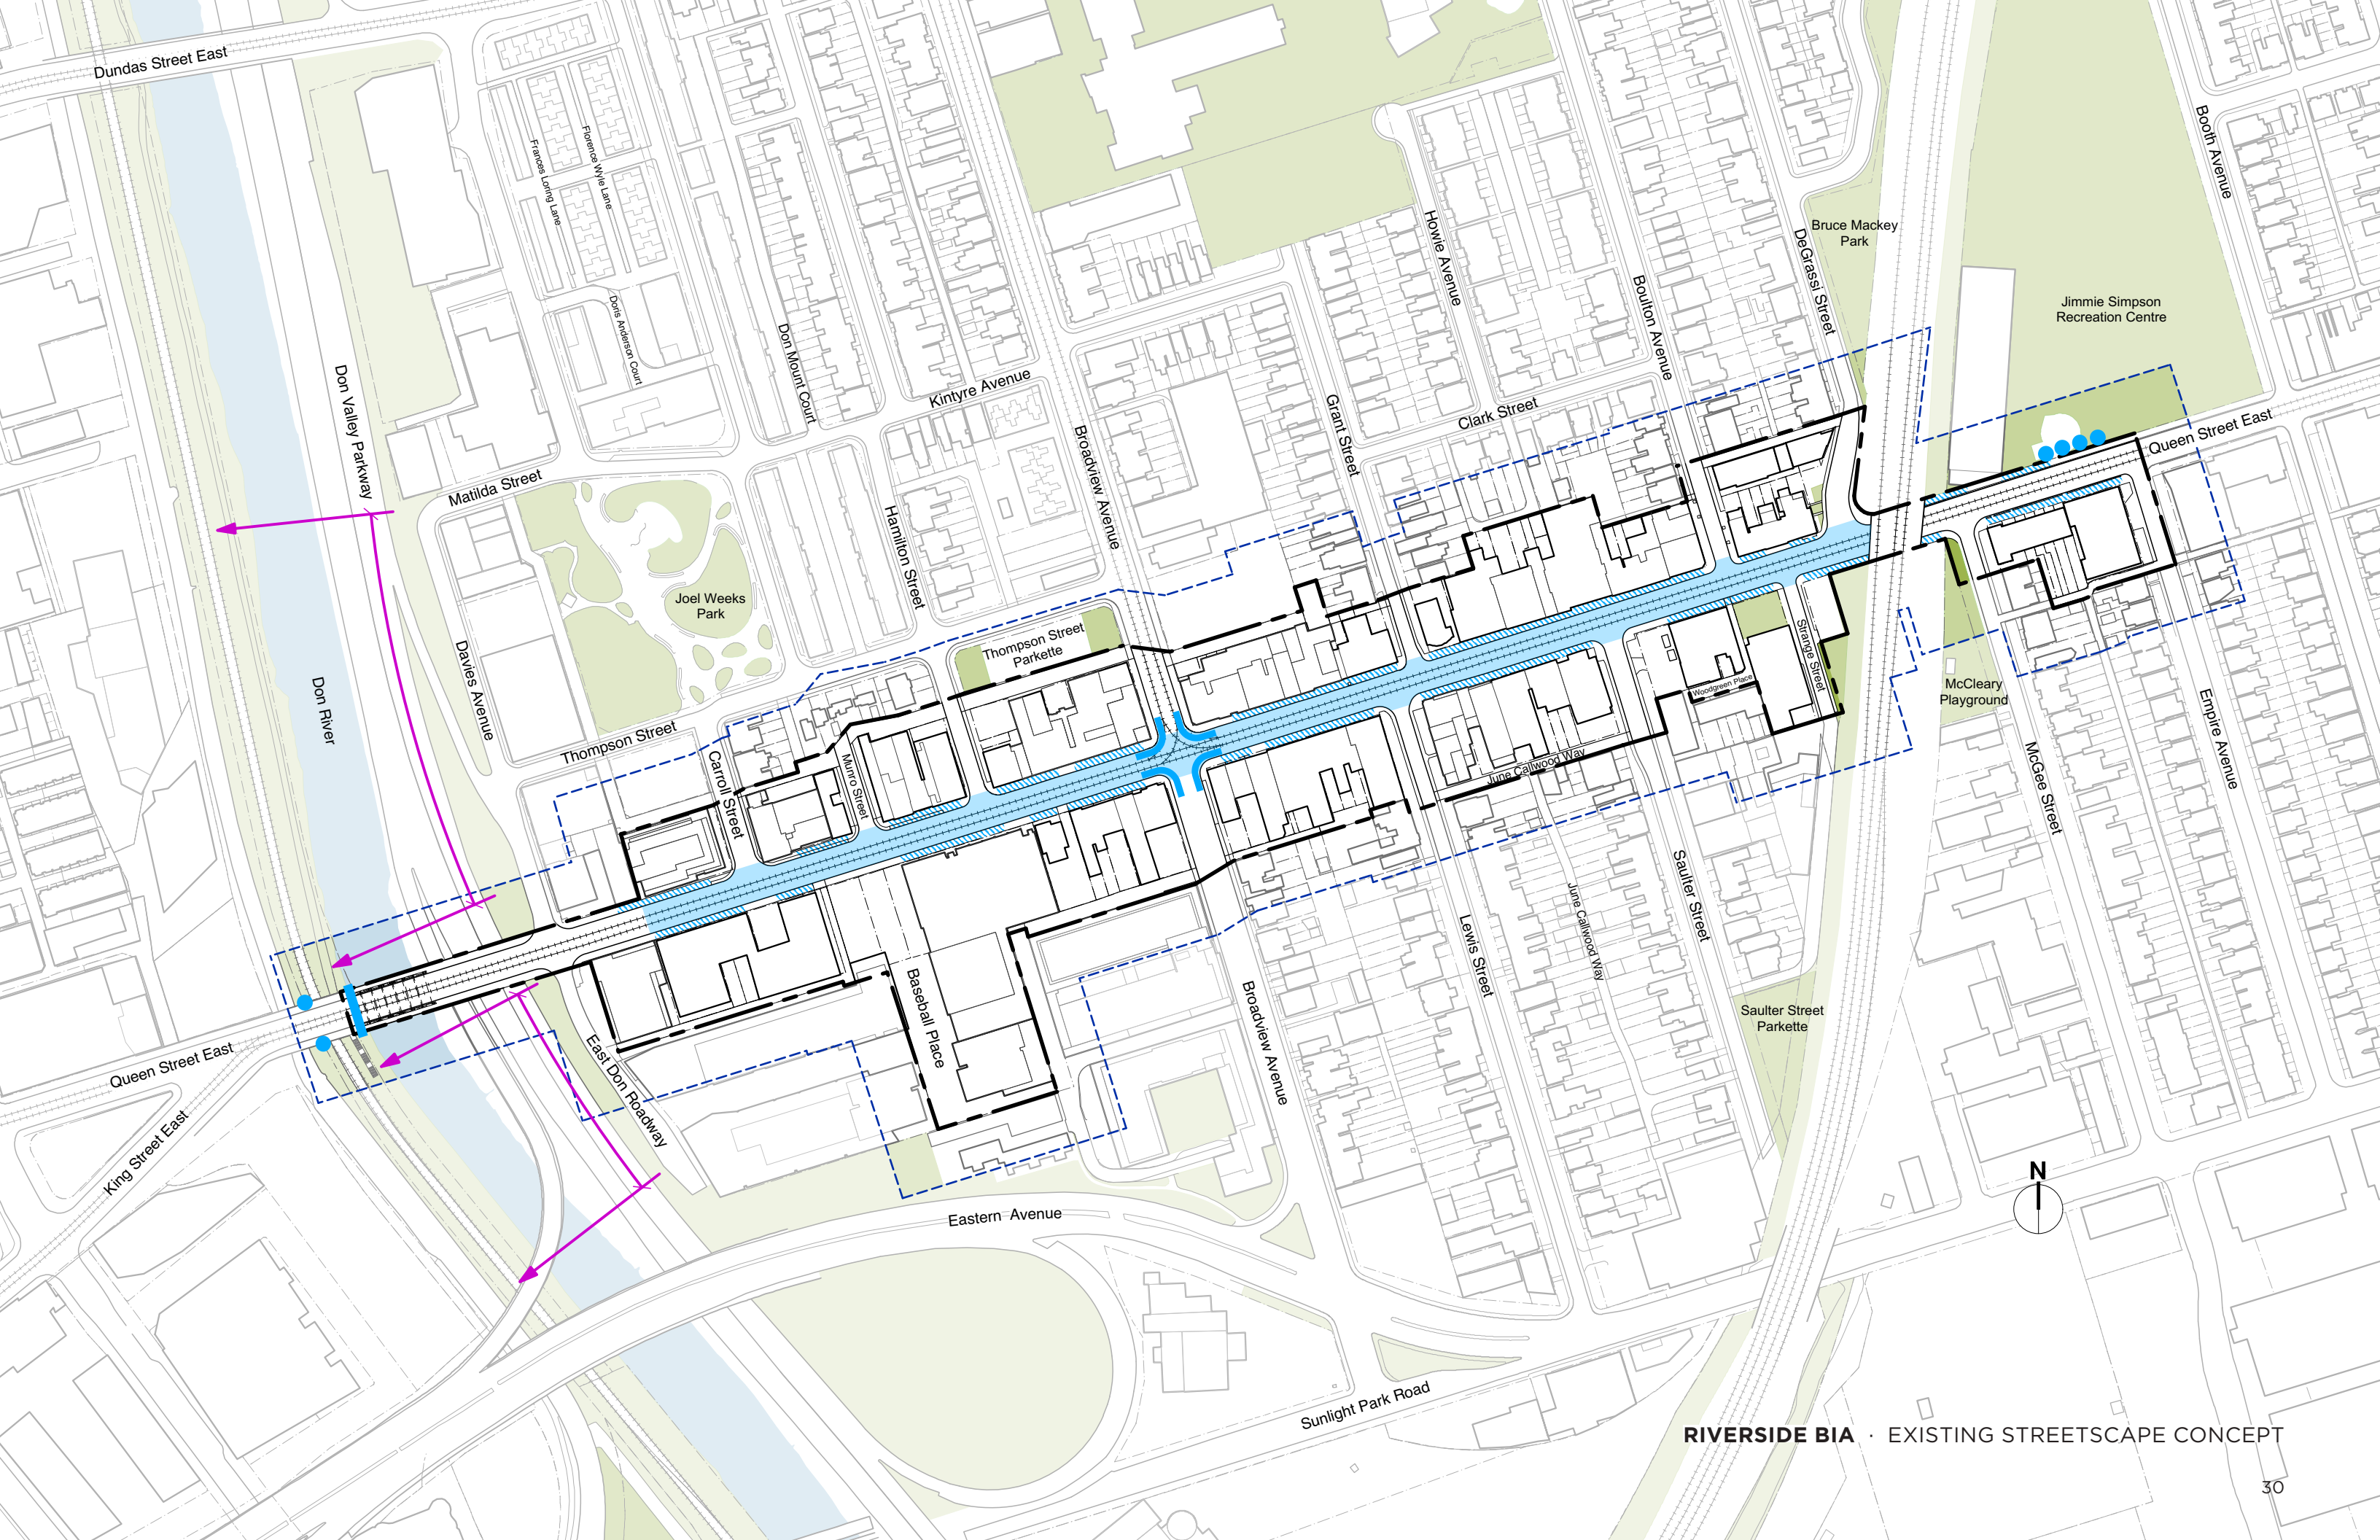 Dundas Street East
Frances Loring Lane
Florence Wyle Lane
Doris Anderson Court
Don Mount Court
Howie Avenue
Boulton Avenue
DeGrassi Street
Bruce Mackey
Park
Booth Avenue
Jimmie Simpson
Recreation Centre
Don Valley Parkway
Kintyre Avenue
Broadview Avenue
Grant Street
Clark Street
Queen Street East
Matilda Street
Hamilton Street
Joel Weeks
Park
Thompson Street
Parkette
Davies Avenue
Don River
Thompson Street
Carroll Street
Munro Street
Strange Street
Woodgreen Place
McCleary
Playground
June Callwood Way
McGee Street
Empire Avenue
Lewis Street
June Callwood Way
Saulter Street
Baseball Place
Broadview Avenue
Saulter Street
Parkette
Queen Street East
East Don Roadway
King Street East
Eastern Avenue
N
Sunlight Park Road
RIVERSIDE BIA · EXISTING STREETSCAPE CONCEPT
30